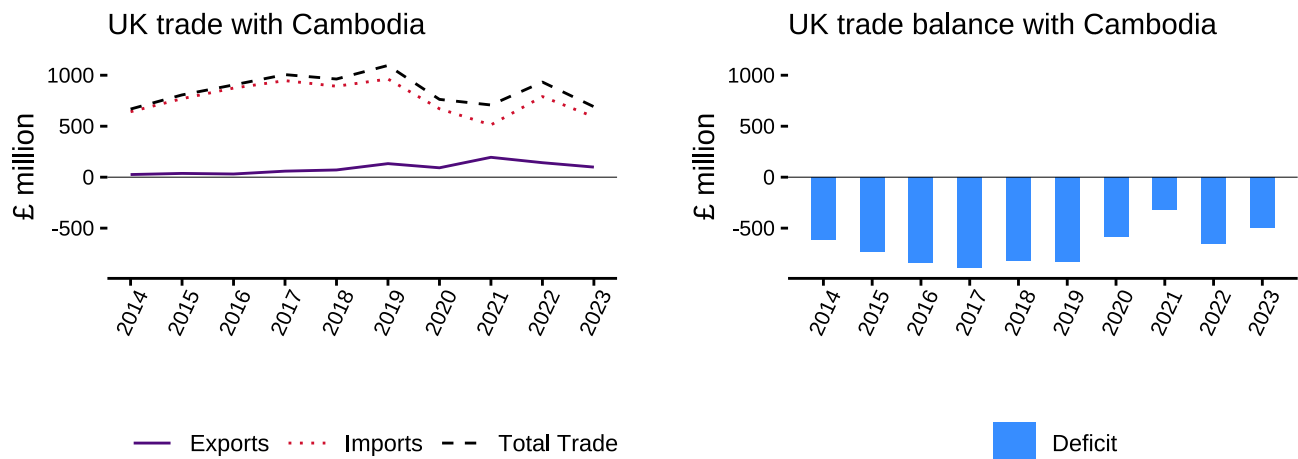 UK trade with Cambodia
£ million
1000
500
0
-500
2014 2015 2016 2017 2018 2019 2020 2021 2022 2023
Exports Imports Total Trade
UK trade balance with Cambodia
£ million
1000
500
0
-500
2014 2015 2016 2017 2018 2019 2020 2021 2022 2023
Deficit